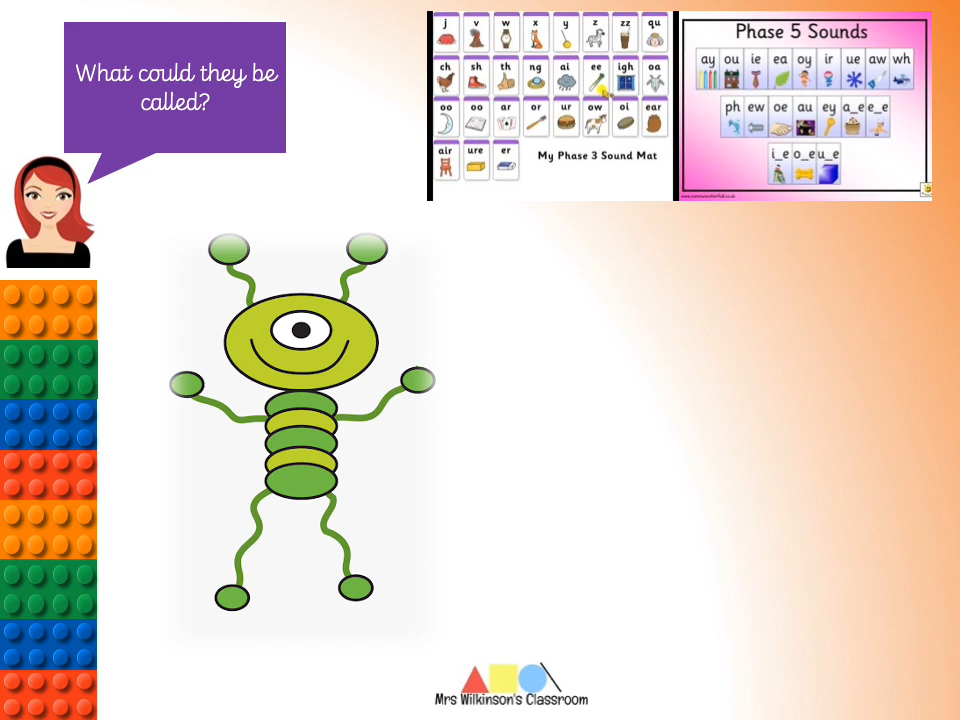 What could they be
called?
j v w x y z zz qu
ch sh th ng ai ee igh oa
oo oo ar or ur ow oi ear
air ure er
My Phase 3 Sound Mat
Phase 5 Sounds
ay ou ie ea oy ir ue aw wh
ph ew oe au ey a_e e_e
i_e o_e u_e
Mrs Wilkinson's Classroom